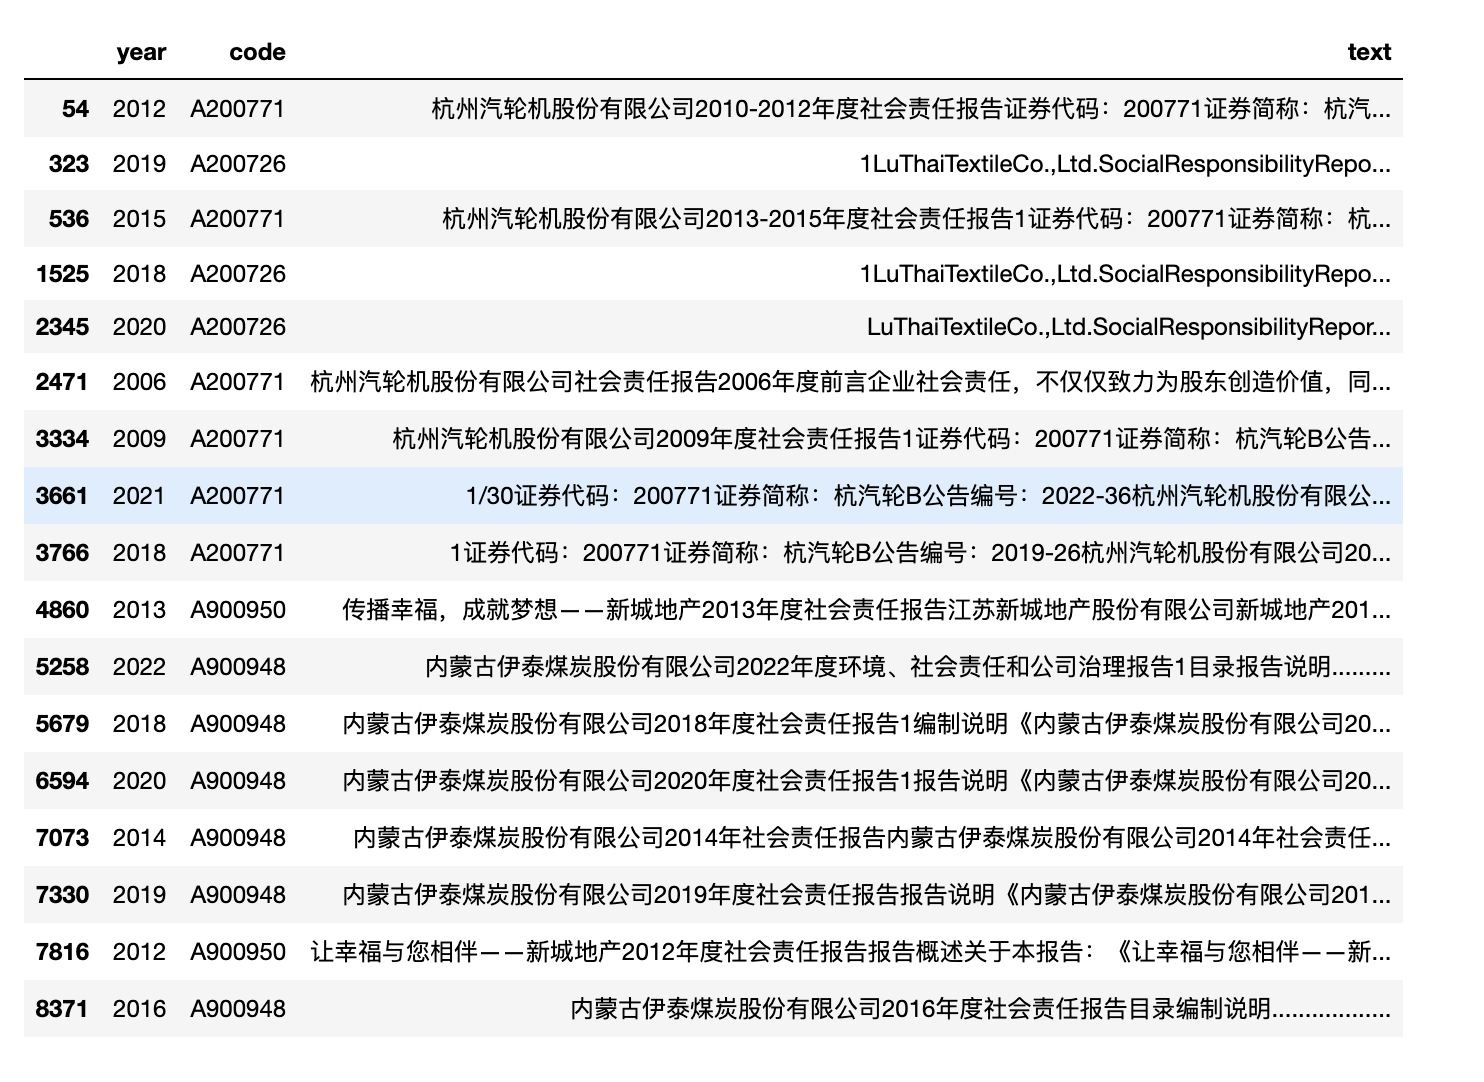 year code text
54 2012 A200771 杭州汽轮机股份有限公司2010-2012年度社会责任报告证券代码：200771证券简称：杭汽...
323 2019 A200726 1LuThaiTextileCo.,Ltd.SocialResponsibilityRepo...
536 2015 A200771 杭州汽轮机股份有限公司2013-2015年度社会责任报告1证券代码：200771证券简称：杭...
1525 2018 A200726 1LuThaiTextileCo.,Ltd.SocialResponsibilityRepo...
2345 2020 A200726 LuThaiTextileCo.,Ltd.SocialResponsibilityRepor...
2471 2006 A200771 杭州汽轮机股份有限公司社会责任报告2006年度前言企业社会责任，不仅仅致力为股东创造价值，同...
3334 2009 A200771 杭州汽轮机股份有限公司2009年度社会责任报告1证券代码：200771证券简称：杭汽轮B公告...
3661 2021 A200771 1/30证券代码：200771证券简称：杭汽轮B公告编号：2022-36杭州汽轮机股份有限公...
3766 2018 A200771 1证券代码：200771证券简称：杭汽轮B公告编号：2019-26杭州汽轮机股份有限公司20...
4860 2013 A900950 传播幸福，成就梦想——新城地产2013年度社会责任报告江苏新城地产股份有限公司新城地产201...
5258 2022 A900948 内蒙古伊泰煤炭股份有限公司2022年度环境、社会责任和公司治理报告1目录报告说明.........
5679 2018 A900948 内蒙古伊泰煤炭股份有限公司2018年度社会责任报告1编制说明《内蒙古伊泰煤炭股份有限公司20...
6594 2020 A900948 内蒙古伊泰煤炭股份有限公司2020年度社会责任报告1报告说明《内蒙古伊泰煤炭股份有限公司20...
7073 2014 A900948 内蒙古伊泰煤炭股份有限公司2014年社会责任报告内蒙古伊泰煤炭股份有限公司2014年社会责任...
7330 2019 A900948 内蒙古伊泰煤炭股份有限公司2019年度社会责任报告报告说明《内蒙古伊泰煤炭股份有限公司201...
7816 2012 A900950 让幸福与您相伴——新城地产2012年度社会责任报告报告概述关于本报告：《让幸福与您相伴——新...
8371 2016 A900948 内蒙古伊泰煤炭股份有限公司2016年度社会责任报告目录编制说明..................